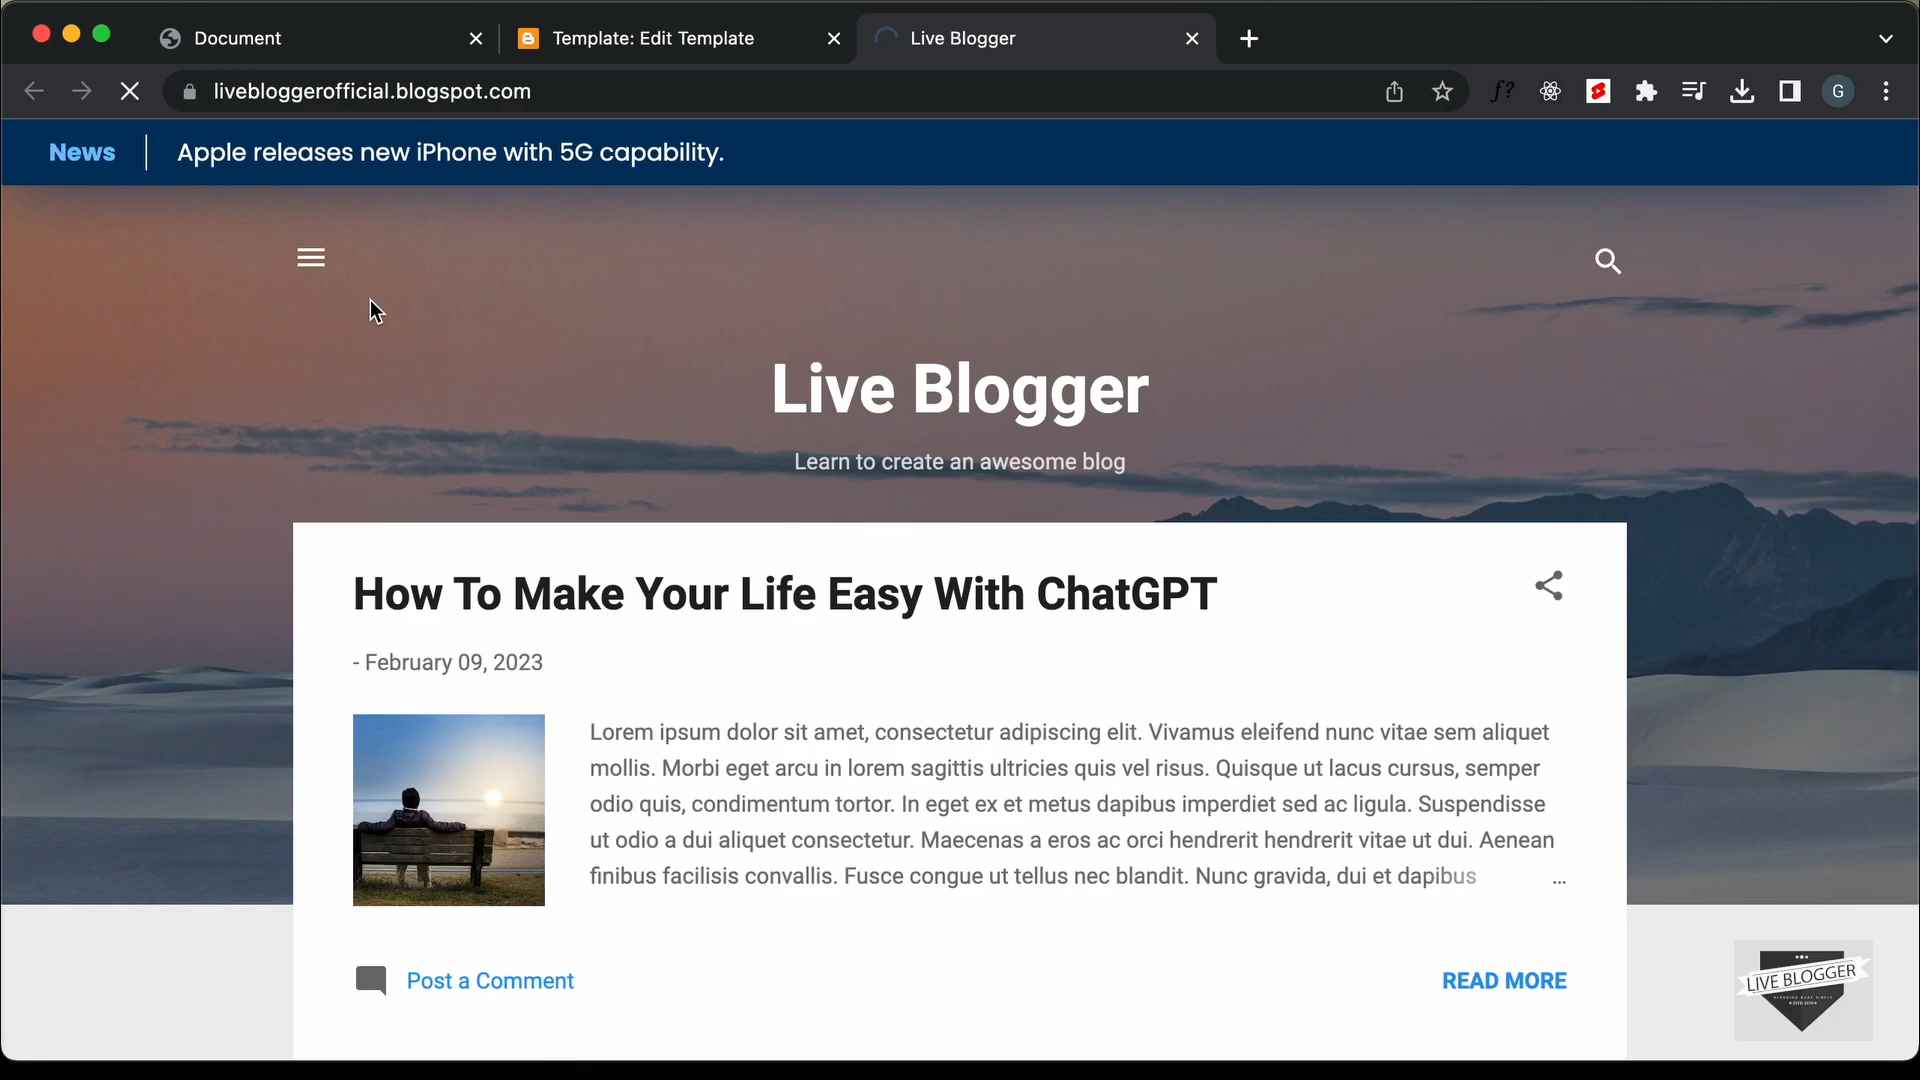 Document
Template: Edit Template
Live Blogger
livebloggerofficial.blogspot.com
f?
G
News
Apple releases new iPhone with 5G capability.
Live Blogger
Learn to create an awesome blog
How To Make Your Life Easy With ChatGPT
- February 09, 2023
Lorem ipsum dolor sit amet, consectetur adipiscing elit. Vivamus eleifend nunc vitae sem aliquet
mollis. Morbi eget arcu in lorem sagittis ultricies quis vel risus. Quisque ut lacus cursus, semper
odio quis, condimentum tortor. In eget ex et metus dapibus imperdiet sed ac ligula. Suspendisse
ut odio a dui aliquet consectetur. Maecenas a eros ac orci hendrerit hendrerit vitae ut dui. Aenean
finibus facilisis convallis. Fusce congue ut tellus nec blandit. Nunc gravida, dui et dapibus ...
Post a Comment
READ MORE
LIVE BLOGGER